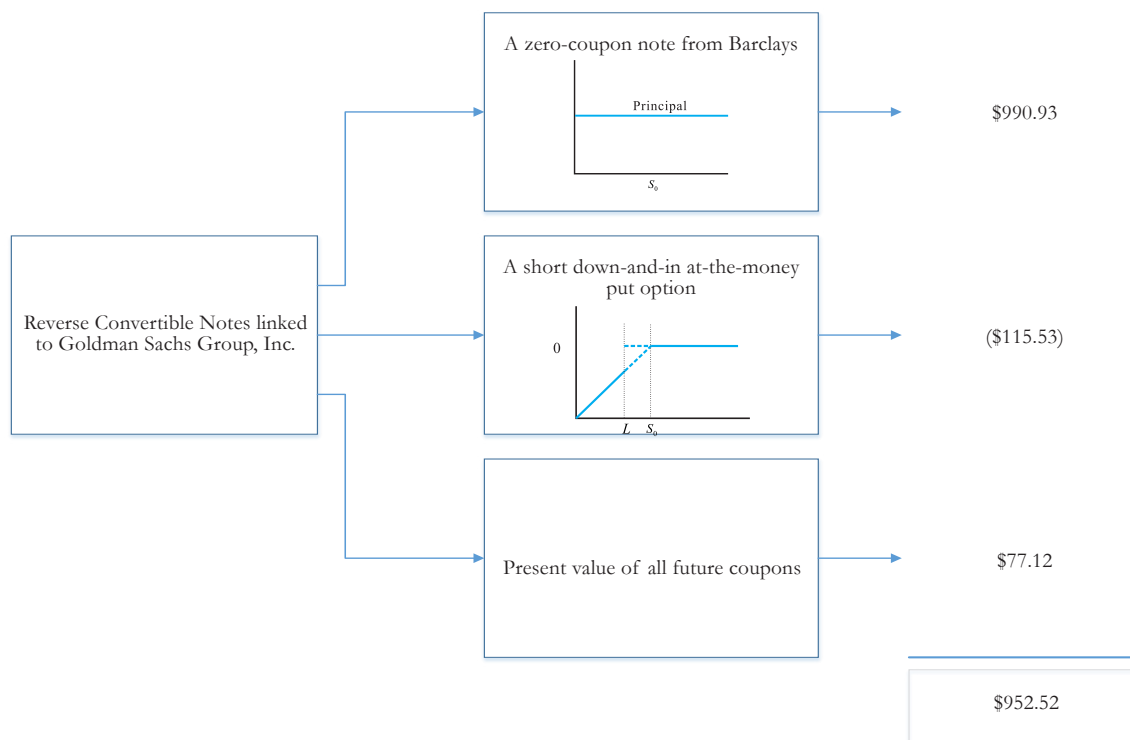 A zero-coupon note from Barclays
Principal
S₀
$990.93
Reverse Convertible Notes linked
to Goldman Sachs Group, Inc.
A short down-and-in at-the-money
put option
0
L S₀
($115.53)
Present value of all future coupons
$77.12
$952.52